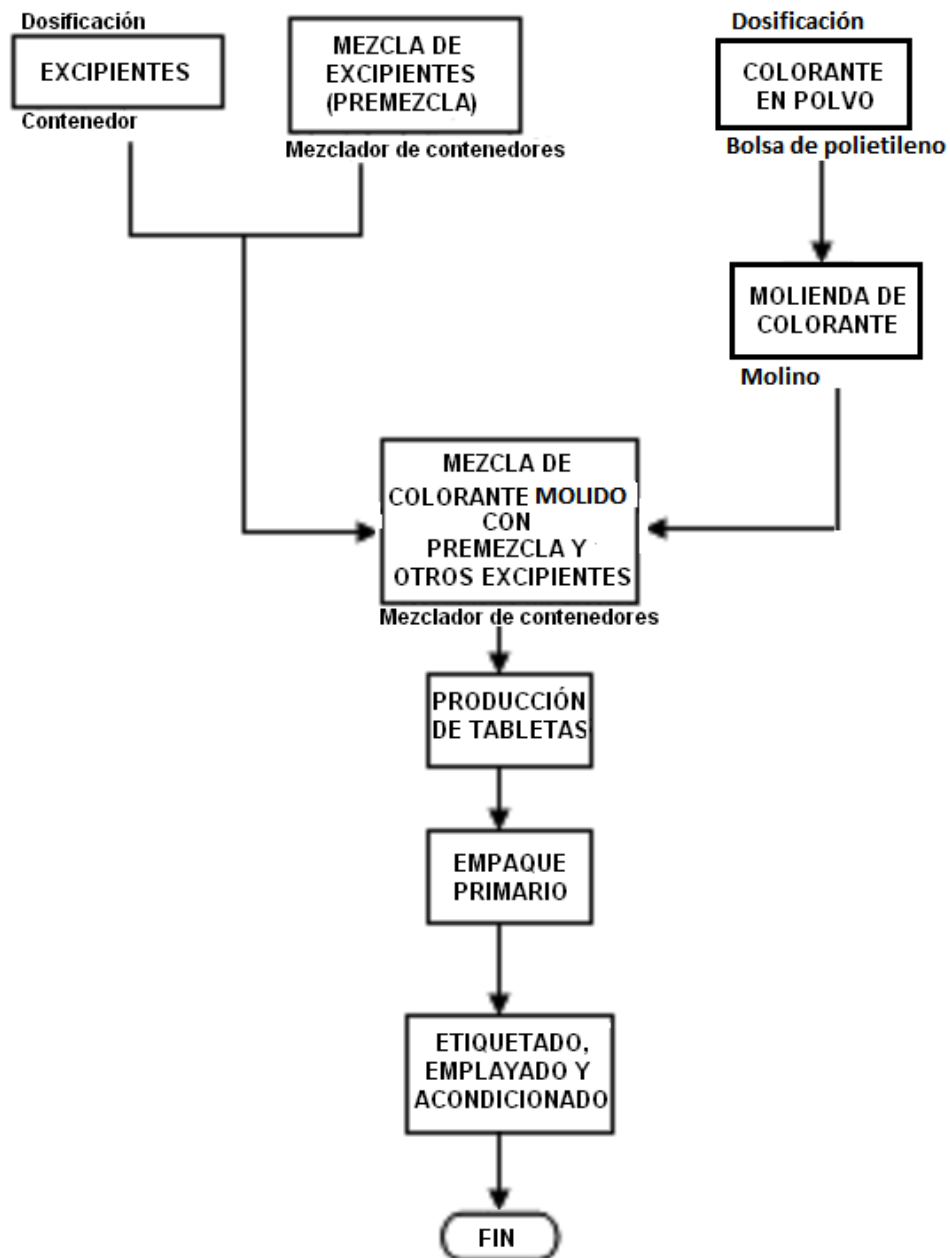 Dosificación
EXCIPIENTES
Contenedor
MEZCLA DE
EXCIPIENTES
(PREMEZCLA)
Mezclador de contenedores
Dosificación
COLORANTE
EN POLVO
Bolsa de polietileno
MOLIENDA DE
COLORANTE
Molino
MEZCLA DE
COLORANTE MOLIDO
CON
PREMEZCLA Y
OTROS EXCIPIENTES
Mezclador de contenedores
PRODUCCIÓN
DE TABLETAS
EMPAQUE
PRIMARIO
ETIQUETADO,
EMPLAYADO Y
ACONDICIONADO
FIN